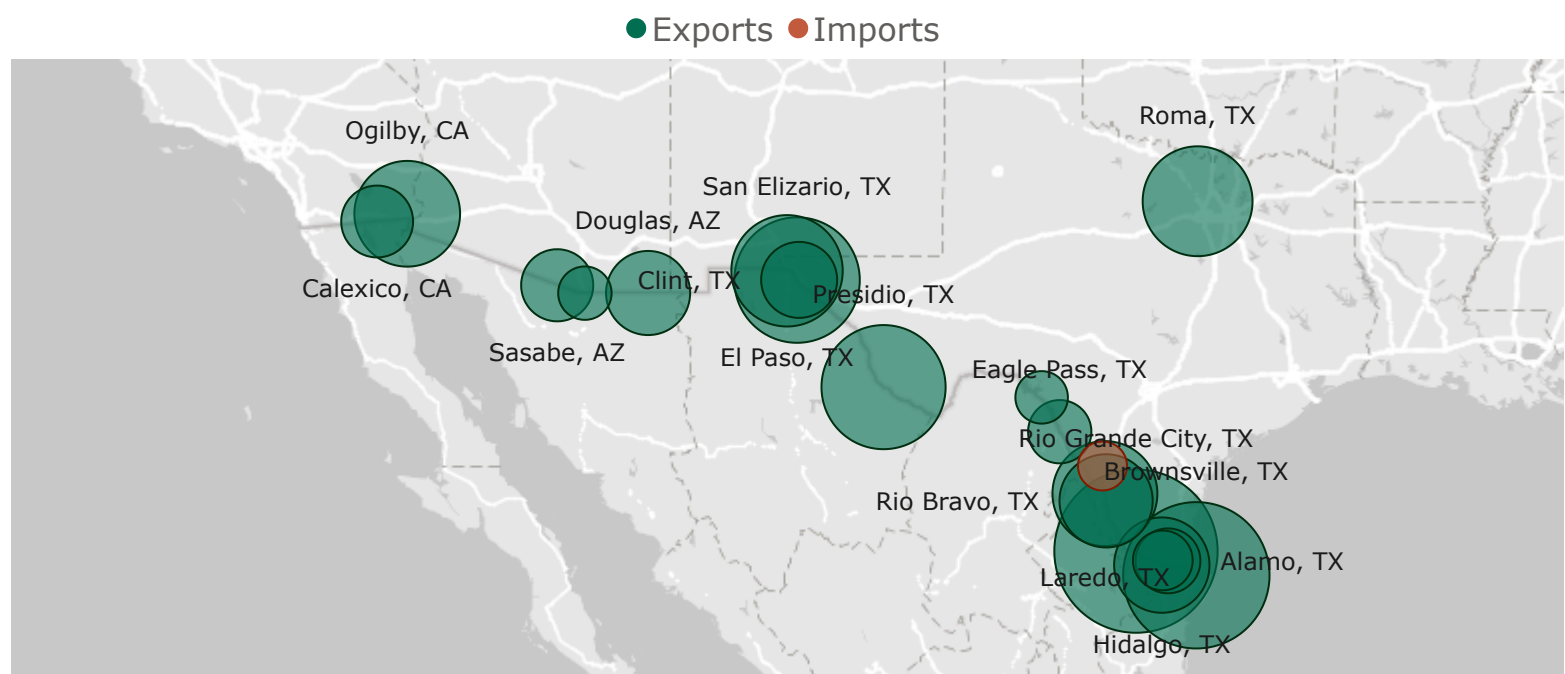 Exports Imports
Roma, TX
Ogilby, CA
San Elizario, TX
Douglas, AZ
Clint, TX
Calexico, CA
Presidio, TX
Sasabe, AZ
El Paso, TX
Eagle Pass, TX
Rio Grande City, TX
Brownsville, TX
Rio Bravo, TX
Alamo, TX
Laredo, TX
Hidalgo, TX